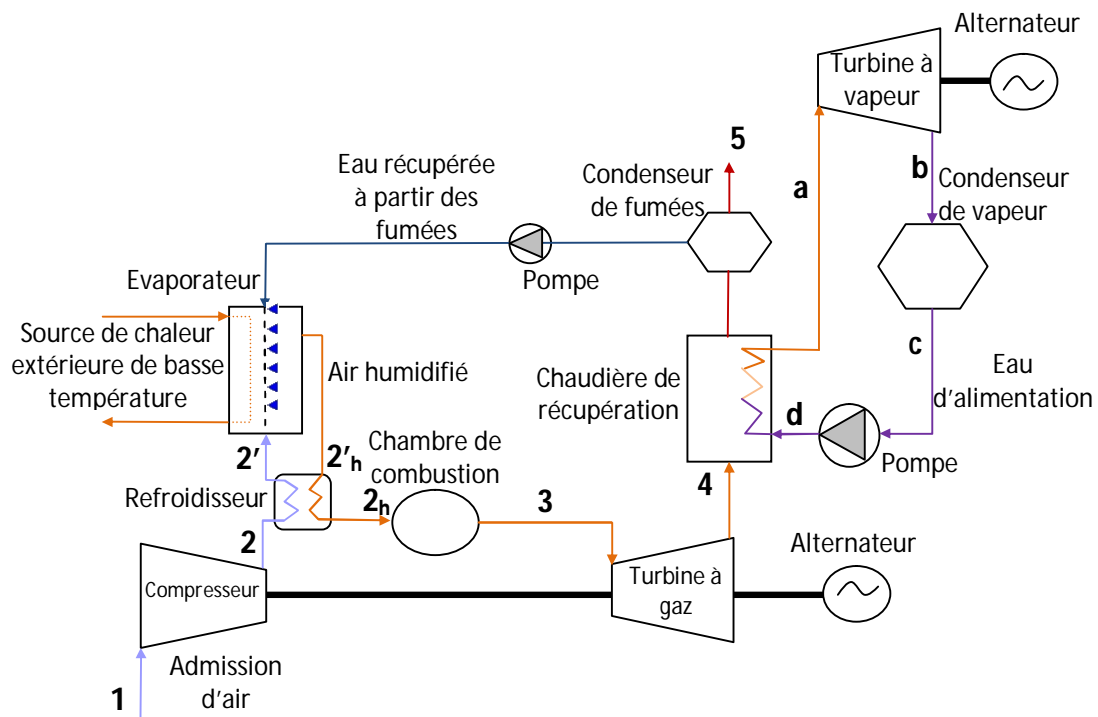 Alternateur
Turbine à
vapeur
5
Eau récupérée
à partir des
fumées
Condenseur
de fumées
a
b
Condenseur
de vapeur
Pompe
Evaporateur
Source de chaleur
extérieure de basse
température
Air humidifié
Chaudière de
récupération
c
Eau
d'alimentation
d
Pompe
2'
2'h
Chambre de
combustion
Refroidisseur
2h
3
4
2
Alternateur
Compresseur
Turbine à
gaz
Admission
d'air
1